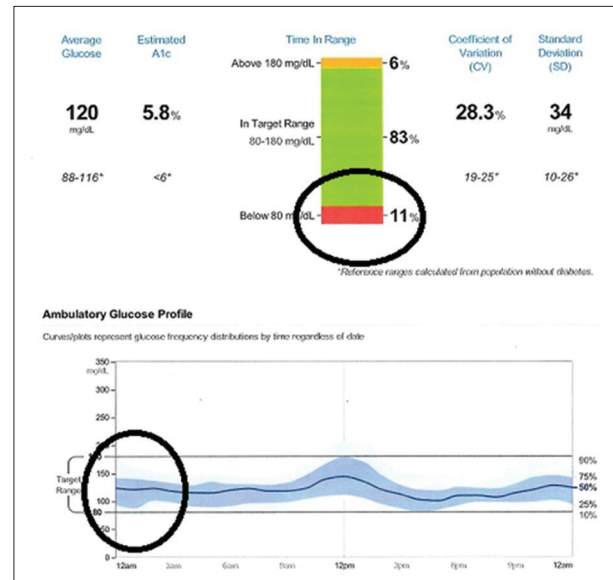 Average Glucose
Estimated A1c
Time In Range
Coefficient of Variation (CV)
Standard Deviation (SD)
Above 180 mg/dL
6%
120 mg/dL
5.8%
In Target Range 80-180 mg/dL
83%
28.3%
34 mg/dL
88-116*
<6*
19-25*
10-26*
Below 80 mg/dL
11%
*Reference ranges calculated from population without diabetes.
Ambulatory Glucose Profile
Curves/plots represent glucose frequency distributions by time regardless of date
350
mg/dL
300
250
200
90%
75%
Target Range
150
50%
100
25%
80
10%
50
0
12am
3am
6am
9am
12pm
3pm
6pm
9pm
12am